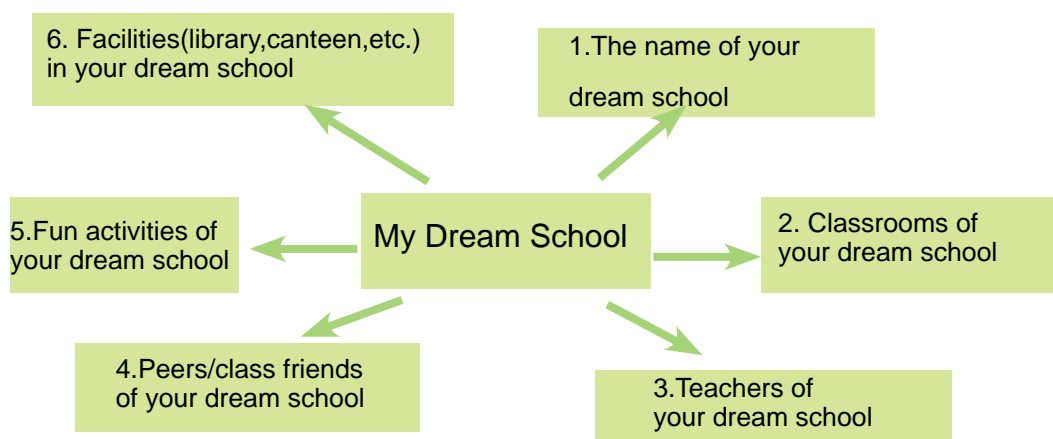 6. Facilities(library,canteen,etc.)
in your dream school
1.The name of your
dream school
My Dream School
5.Fun activities of
your dream school
2. Classrooms of
your dream school
4.Peers/class friends
of your dream school
3.Teachers of
your dream school